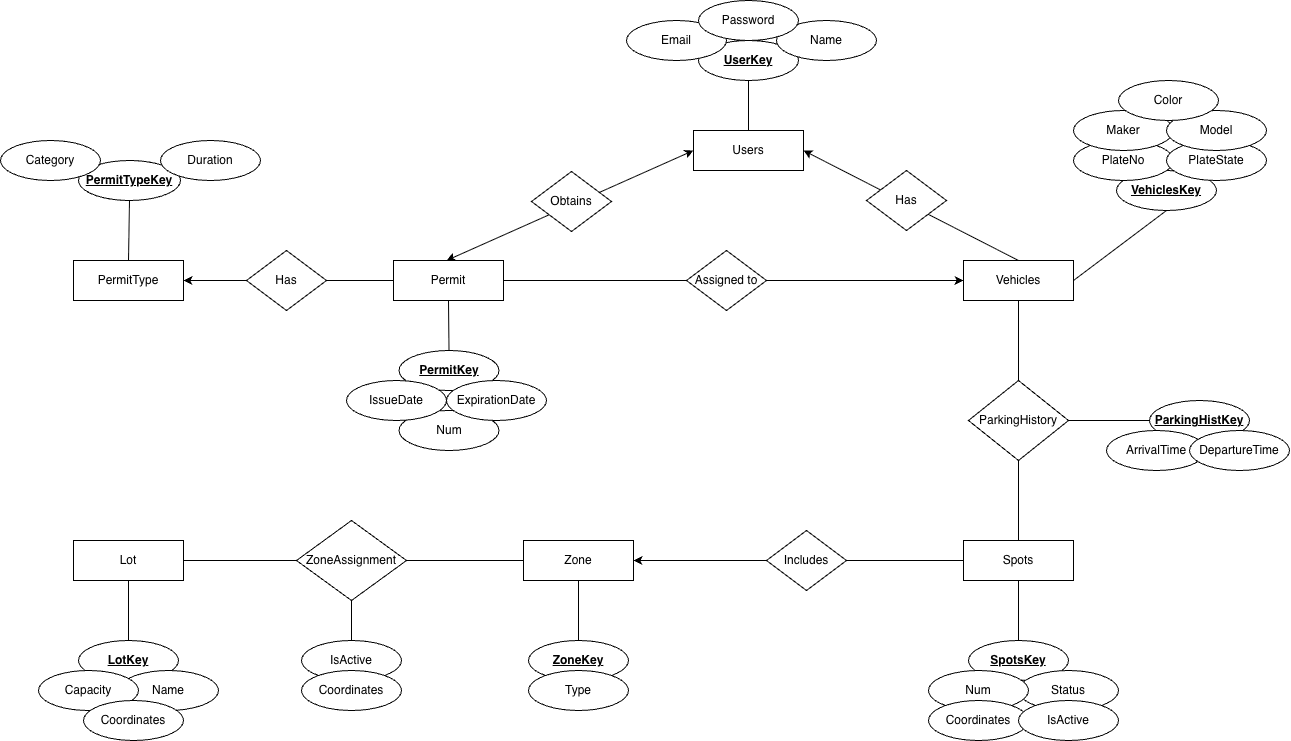 Password
Email
Name
UserKey
Users
Color
Maker
Model
PlateNo
PlateState
VehiclesKey
Category
Duration
PermitTypeKey
Obtains
Has
PermitType
Has
Permit
Assigned to
Vehicles
PermitKey
IssueDate
ExpirationDate
Num
ParkingHistory
ParkingHistKey
ArrivalTime
DepartureTime
Lot
ZoneAssignment
Zone
Includes
Spots
LotKey
Capacity
Name
Coordinates
IsActive
Coordinates
ZoneKey
Type
SpotsKey
Num
Status
Coordinates
IsActive